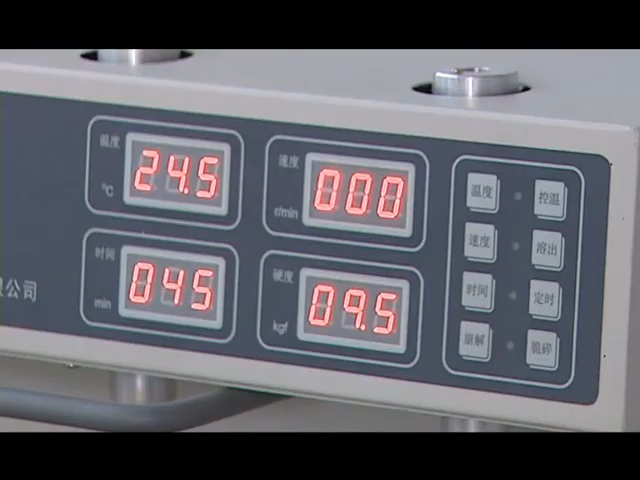 温度
℃
24.5
速度
r/min
000
时间
min
045
硬度
kgf
09.5
温度 控温
速度 溶出
时间 定时
崩解 脆碎
公司